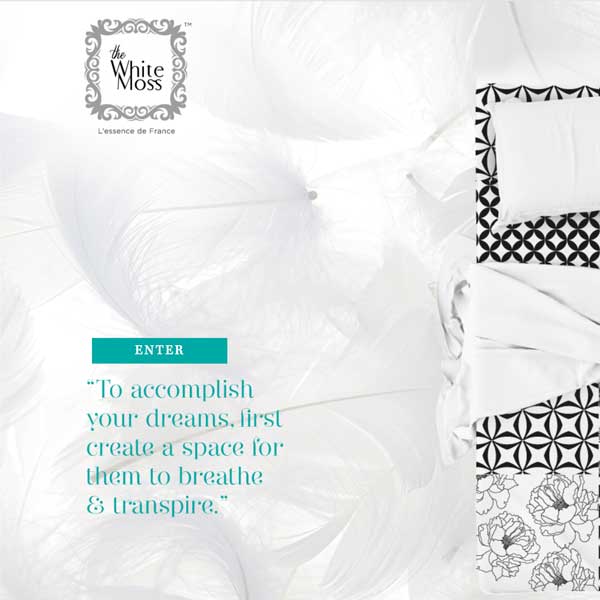 the
White
Moss
™
L'essence de France
ENTER
“To accomplish
your dreams, first
create a space for
them to breathe
& transpire.”